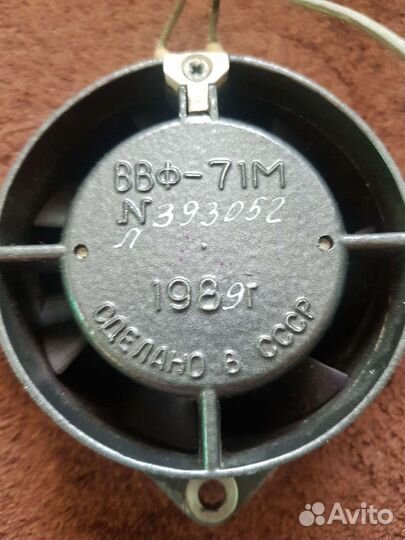 ВВФ-71М
N393052
Л
1989г
СДЕЛАНО В СССР
Avito